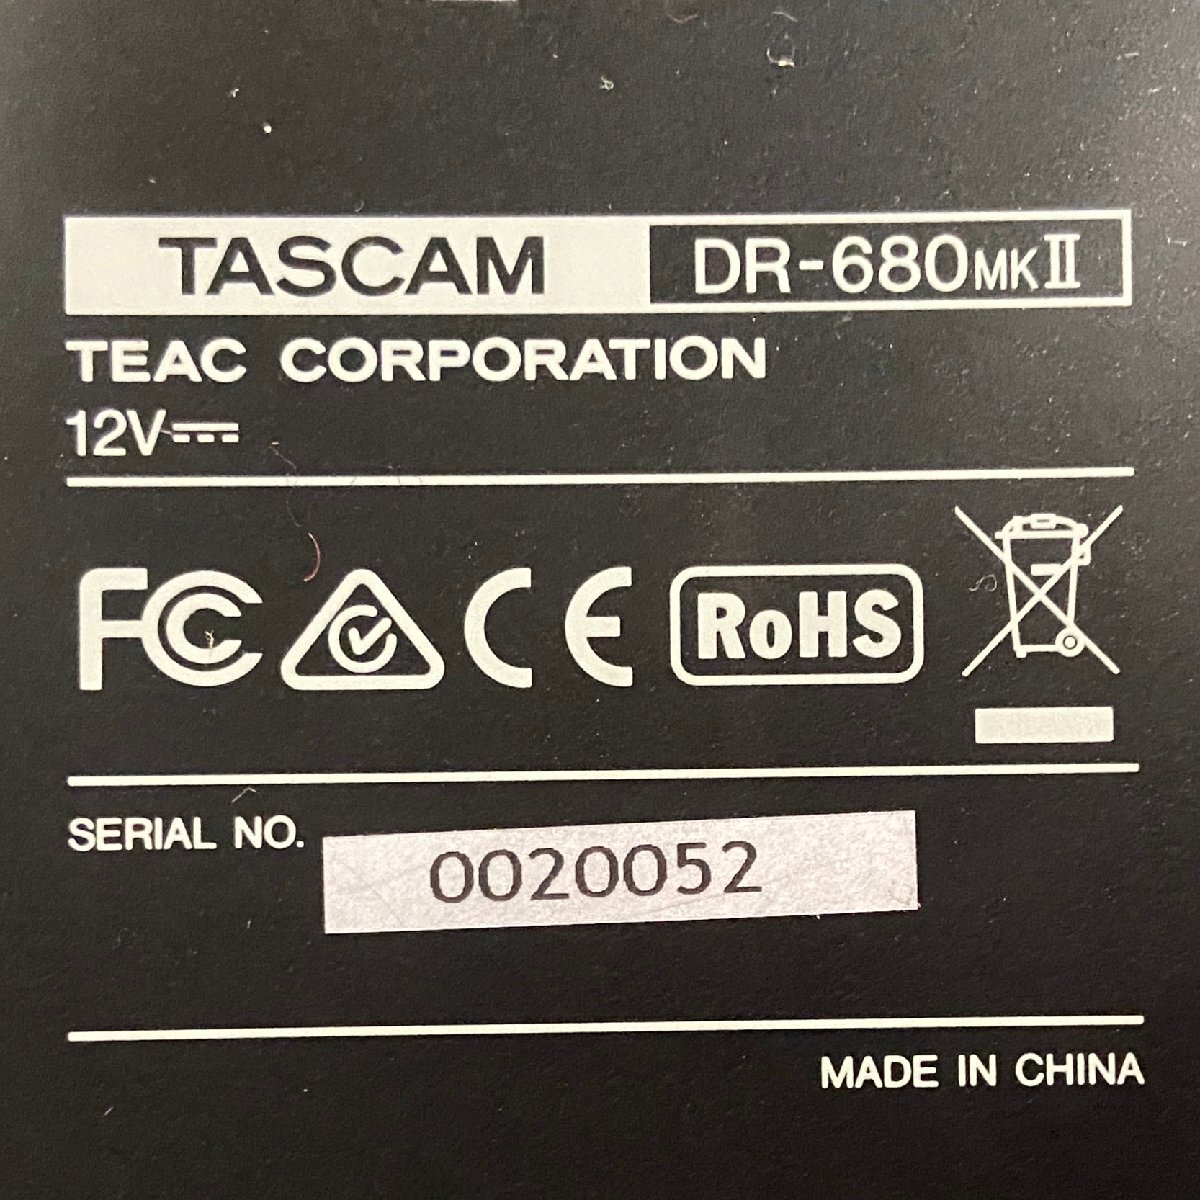 TASCAM DR-680MKII
TEAC CORPORATION
12V⎓
FC CE RoHS
SERIAL NO. 0020052
MADE IN CHINA